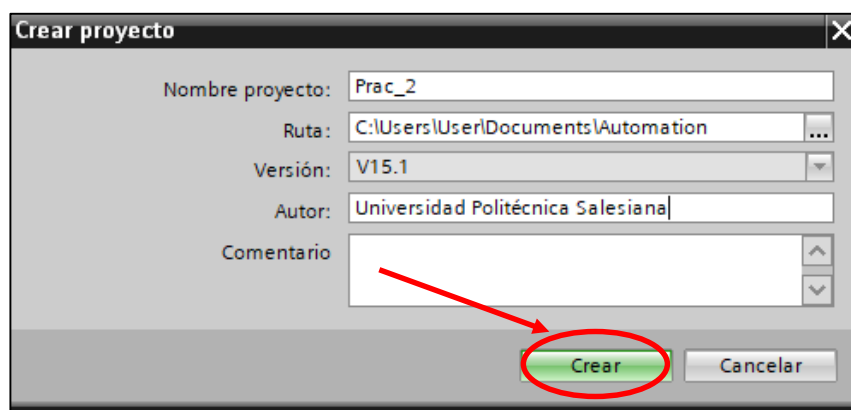 Crear proyecto
Nombre proyecto: Prac_2
Ruta: C:\Users\User\Documents\Automation ...
Versión: V15.1
Autor: Universidad Politécnica Salesiana
Comentario
Crear Cancelar